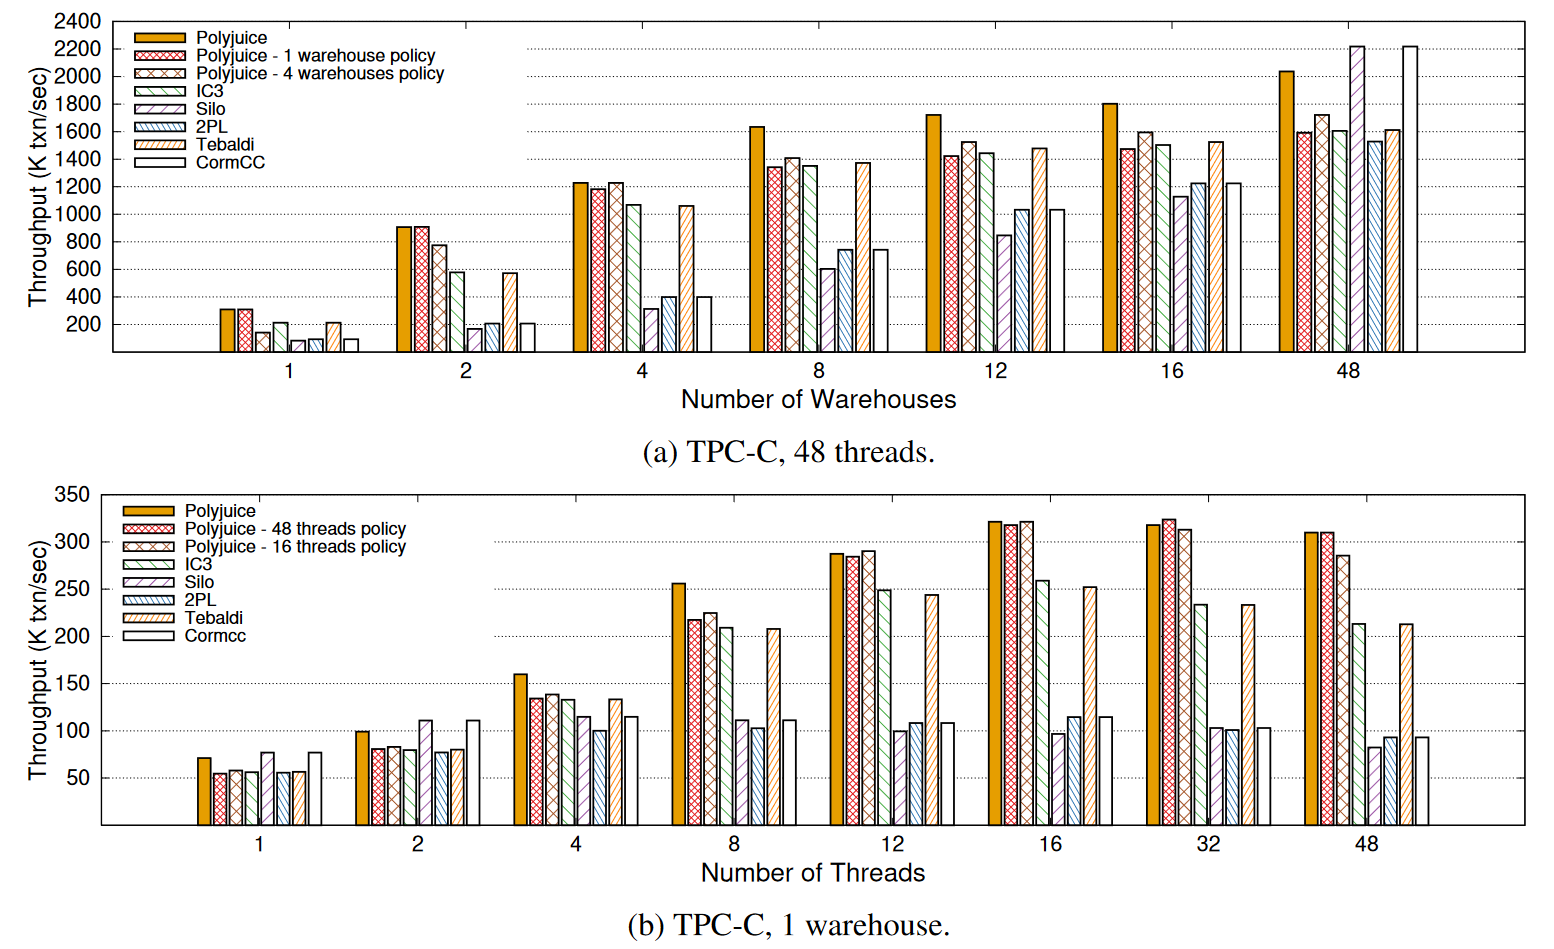 2400
2200
2000
1800
1600
1400
1200
1000
800
600
400
200
Throughput (K txn/sec)
Polyjuice
Polyjuice - 1 warehouse policy
Polyjuice - 4 warehouses policy
IC3
Silo
2PL
Tebaldi
CormCC
1 2 4 8 12 16 48
Number of Warehouses
(a) TPC-C, 48 threads.
350
300
250
200
150
100
50
Throughput (K txn/sec)
Polyjuice
Polyjuice - 48 threads policy
Polyjuice - 16 threads policy
IC3
Silo
2PL
Tebaldi
Cormcc
1 2 4 8 12 16 32 48
Number of Threads
(b) TPC-C, 1 warehouse.